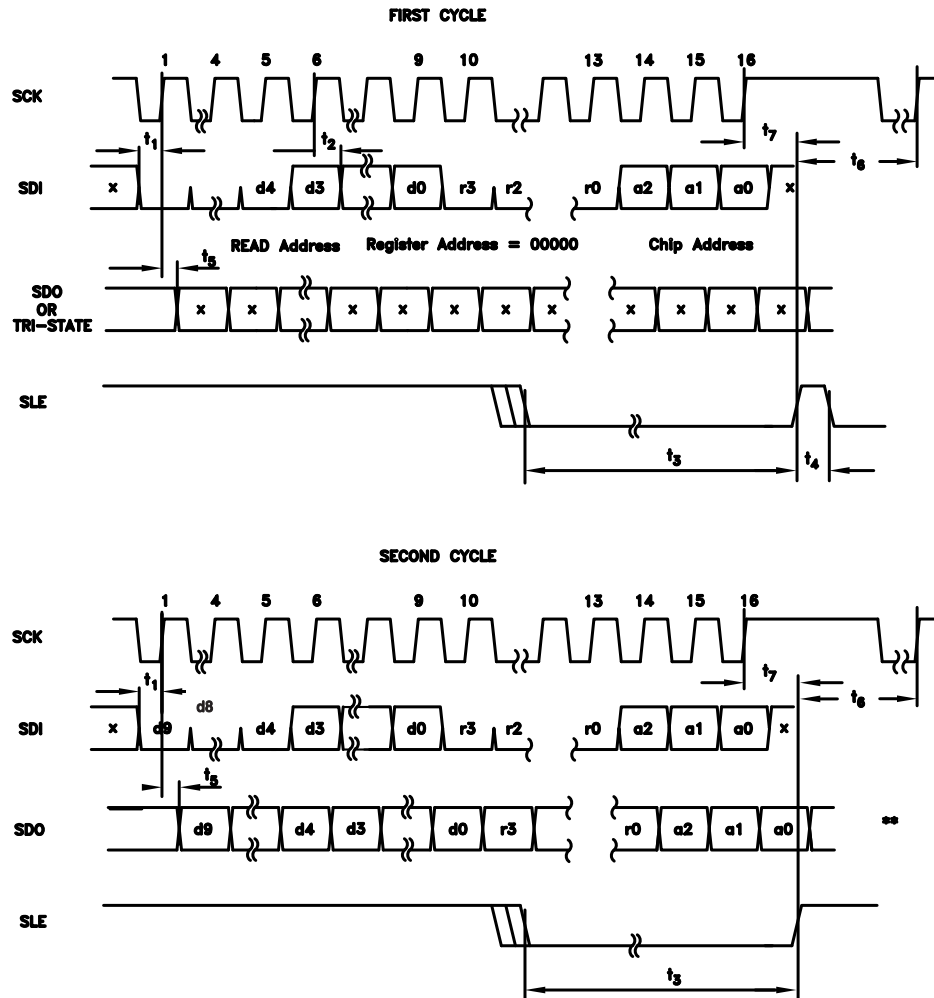 FIRST CYCLE
1 4 5 6 9 10 13 14 15 16
SCK
t1 t2 t7 t6
SDI x d4 d3 d0 r3 r2 r0 a2 a1 a0 x
READ Address Register Address = 00000 Chip Address
t5
SDO
OR
TRI-STATE
x x x x x x x x x x x
SLE
t3 t4
SECOND CYCLE
1 4 5 6 9 10 13 14 15 16
SCK
t1 t7 t6
d8
SDI x d9 d4 d3 d0 r3 r2 r0 a2 a1 a0 x
t5
SDO d9 d4 d3 d0 r3 r0 a2 a1 a0 **
SLE
t3